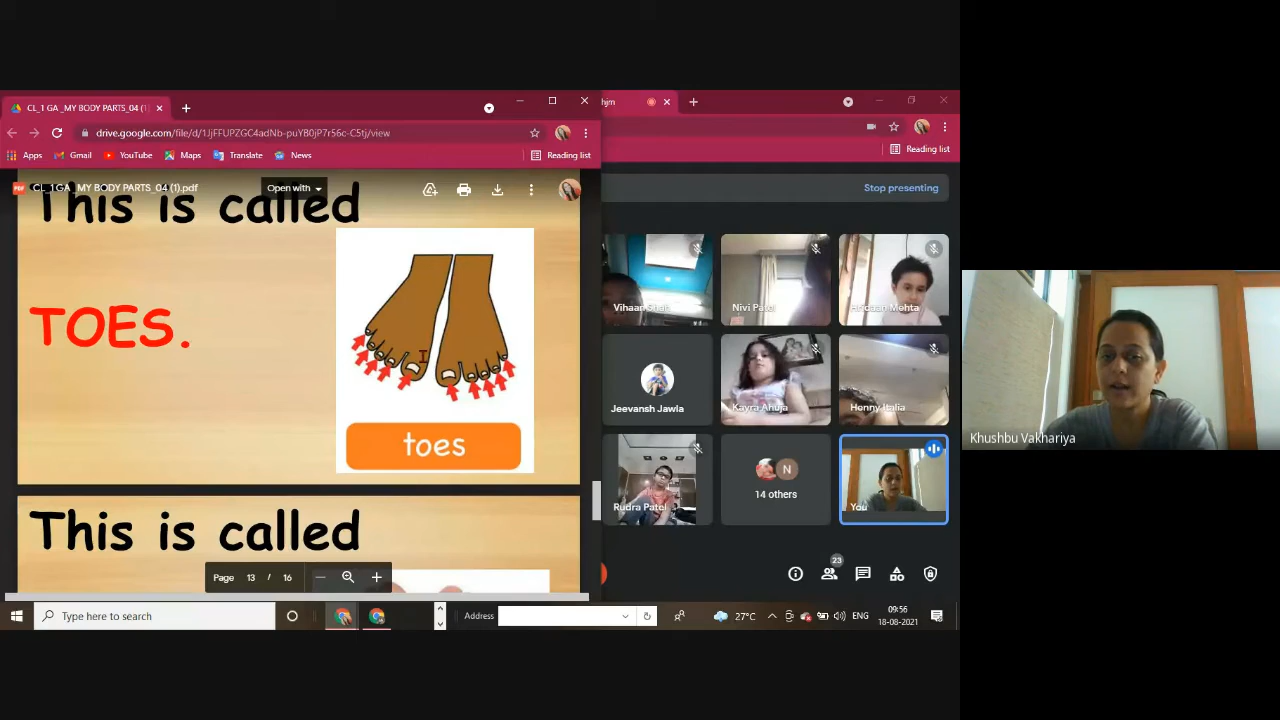 CL_1 GA _MY BODY PARTS_04 (1)
hjm
drive.google.com/file/d/1JjFFUPZGC4adNb-puYB0jP7r56c-C5tj/view
Apps
Gmail
YouTube
Maps
Translate
News
Reading list
Reading list
CL_1 GA _MY BODY PARTS_04 (1).pdf
Open with
Stop presenting
This is called
TOES.
toes
This is called
Page 13 / 16
Nivi Patel
Mehta
Jeevansh Jawla
Kayra Ahuja
Henny Italia
Rudra Patel
N
14 others
You
23
Khushbu Vakhariya
Type here to search
Address
27°C
ENG
09:56
18-08-2021